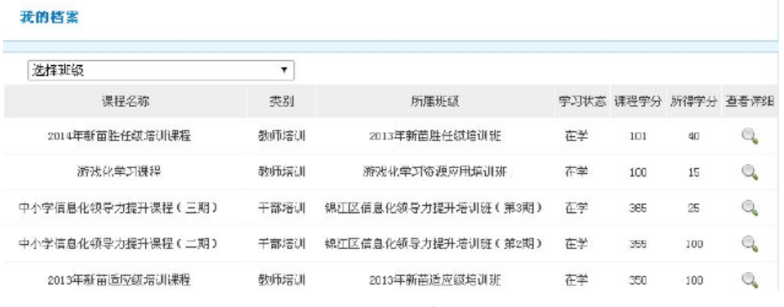 我的档案
选择班级
课程名称 类别 所属班级 学习状态 课程学分 所得学分 查看详细
2014年新苗胜任级培训课程 教师培训 2013年新苗胜任级培训班 在学 101 40
游戏化学习课程 教师培训 游戏化学习资源应用培训班 在学 100 15
中小学信息化领导力提升课程（三期） 干部培训 锦江区信息化领导力提升培训班（第3期） 在学 365 25
中小学信息化领导力提升课程（二期） 干部培训 锦江区信息化领导力提升培训班（第2期） 在学 355 100
2013年新苗适应级培训课程 教师培训 2013年新苗适应级培训班 在学 350 100